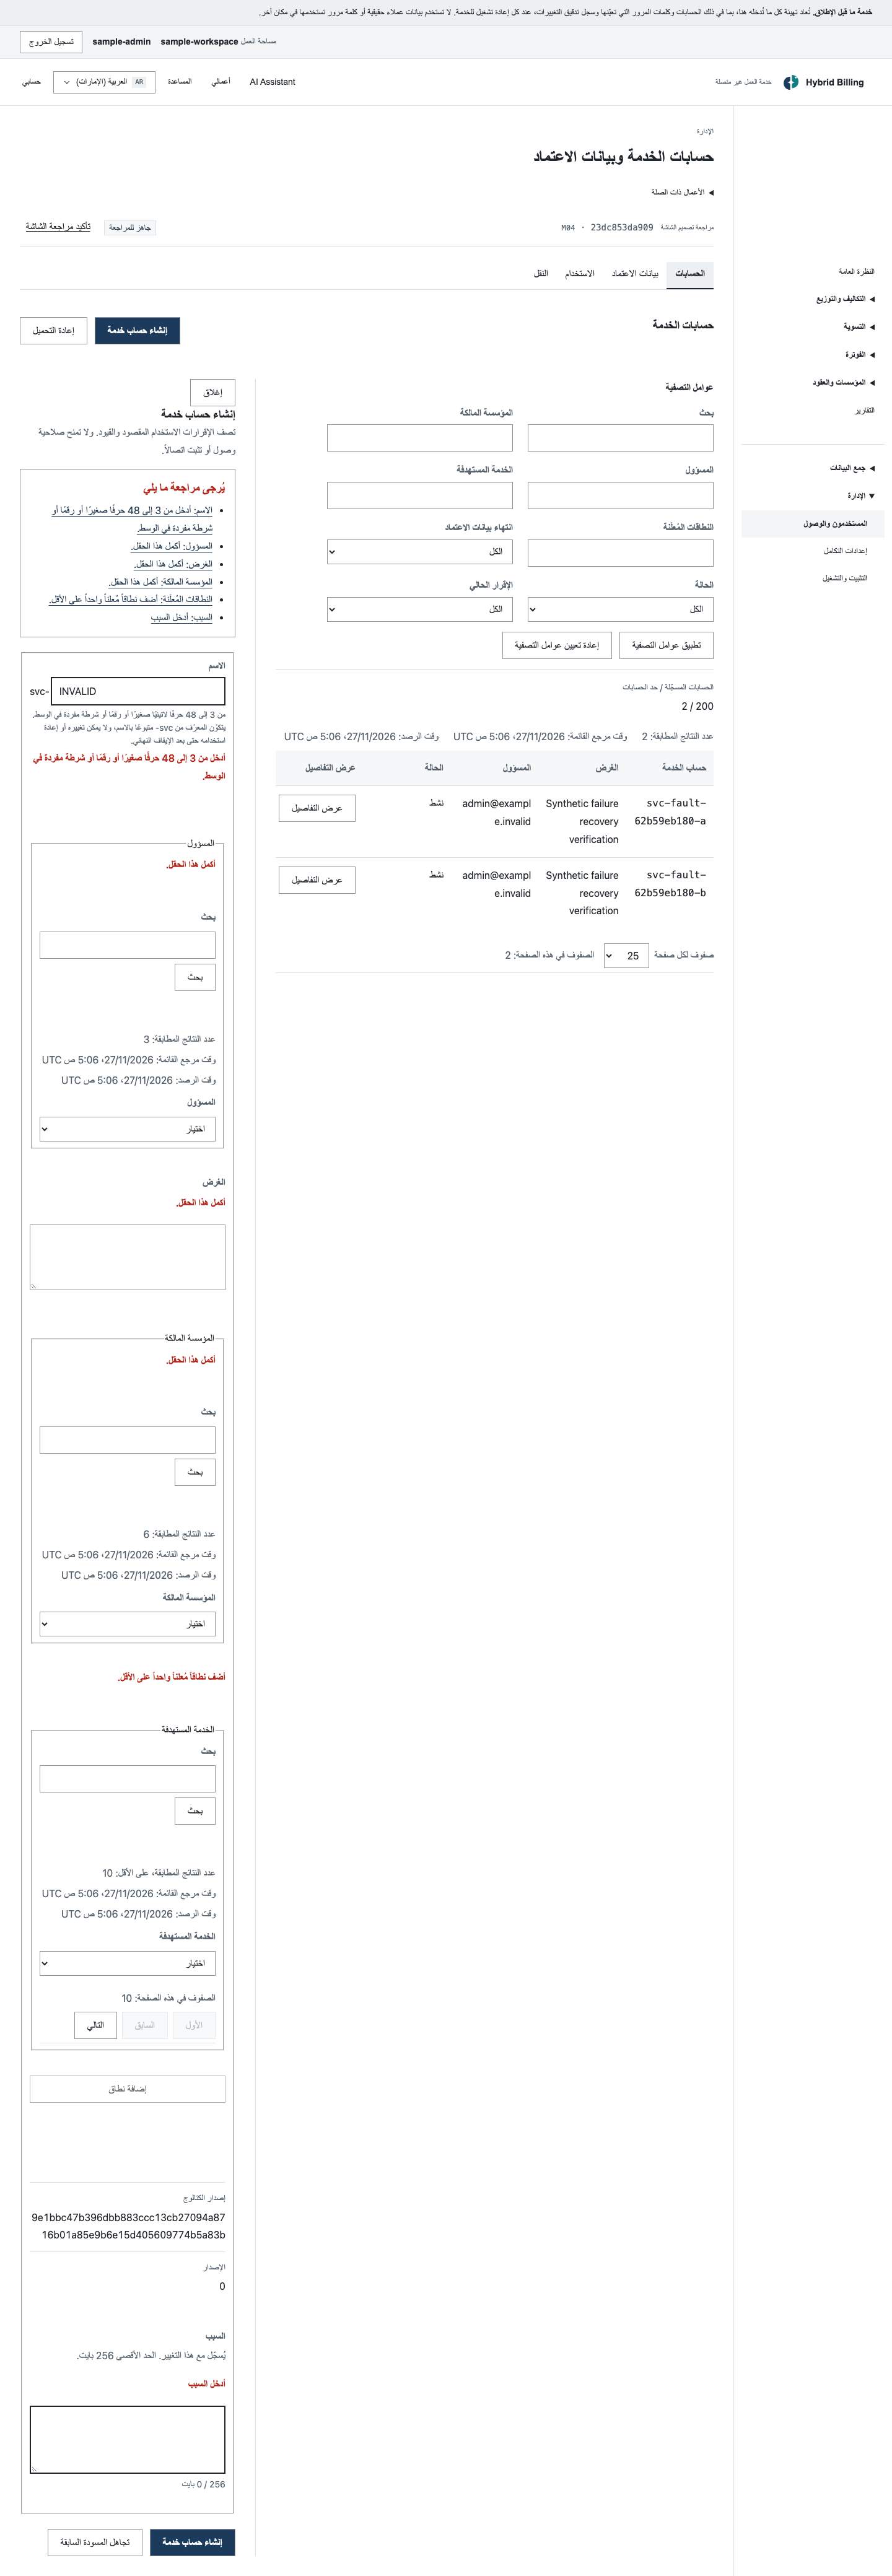 خدمة ما قبل الإطلاق. تُعاد تهيئة كل ما تُدخله هنا، بما في ذلك الحسابات وكلمات المرور التي تعيّنها وسجل تدقيق التغييرات، عند كل إعادة تشغيل للخدمة. لا تستخدم بيانات عملاء حقيقية أو كلمة مرور تستخدمها في مكان آخر.
مساحة العمل sample-workspace sample-admin تسجيل الخروج
Hybrid Billing خدمة العمل غير متصلة
AI Assistant أعمالي المساعدة AR العربية (الإمارات) حسابي
النظرة العامة
التكاليف والتوزيع
التسوية
الفوترة
المؤسسات والعقود
التقارير
جمع البيانات
الإدارة
المستخدمون والوصول
إعدادات التكامل
التثبيت والتشغيل
الإدارة
حسابات الخدمة وبيانات الاعتماد
الأعمال ذات الصلة
مراجعة تصميم الشاشة M04 · 23dc853da909
جاهز للمراجعة تأكيد مراجعة الشاشة
الحسابات بيانات الاعتماد الاستخدام النقل
حسابات الخدمة
إنشاء حساب خدمة إعادة التحميل
عوامل التصفية
بحث المؤسسة المالكة
المسؤول الخدمة المستهدفة
النطاقات المُعلَنة انتهاء بيانات الاعتماد
الكل
الحالة الإقرار الحالي
الكل الكل
تطبيق عوامل التصفية إعادة تعيين عوامل التصفية
الحسابات المسجّلة / حد الحسابات
2 / 200
عدد النتائج المطابقة: 2 وقت مرجع القائمة: 27/11/2026، 5:06 ص UTC وقت الرصد: 27/11/2026، 5:06 ص UTC
حساب الخدمة الغرض المسؤول الحالة عرض التفاصيل
svc-fault-62b59eb180-a Synthetic failure recovery verification admin@example.invalid نشط عرض التفاصيل
svc-fault-62b59eb180-b Synthetic failure recovery verification admin@example.invalid نشط عرض التفاصيل
صفوف لكل صفحة 25 الصفوف في هذه الصفحة: 2
إغلاق
إنشاء حساب خدمة
تصف الإقرارات الاستخدام المقصود والقيود. ولا تمنح صلاحية
وصول أو تثبت اتصالاً.
يُرجى مراجعة ما يلي
الاسم: أدخل من 3 إلى 48 حرفًا صغيرًا أو رقمًا أو
شرطة مفردة في الوسط.
المسؤول: أكمل هذا الحقل.
الغرض: أكمل هذا الحقل.
المؤسسة المالكة: أكمل هذا الحقل.
النطاقات المُعلَنة: أضف نطاقاً مُعلناً واحداً على الأقل.
السبب: أدخل السبب
الاسم
svc- INVALID
من 3 إلى 48 حرفًا لاتينيًا صغيرًا أو رقمًا أو شرطة مفردة في الوسط.
يتكوّن المعرّف من svc- متبوعًا بالاسم، ولا يمكن تغييره أو إعادة
استخدامه حتى بعد الإيقاف النهائي.
أدخل من 3 إلى 48 حرفًا صغيرًا أو رقمًا أو شرطة مفردة في
الوسط.
المسؤول
أكمل هذا الحقل.
بحث
بحث
عدد النتائج المطابقة: 3
وقت مرجع القائمة: 27/11/2026، 5:06 ص UTC
وقت الرصد: 27/11/2026، 5:06 ص UTC
المسؤول
اختيار
الغرض
أكمل هذا الحقل.
المؤسسة المالكة
أكمل هذا الحقل.
بحث
بحث
عدد النتائج المطابقة: 6
وقت مرجع القائمة: 27/11/2026، 5:06 ص UTC
وقت الرصد: 27/11/2026، 5:06 ص UTC
المؤسسة المالكة
اختيار
أضف نطاقاً مُعلناً واحداً على الأقل.
الخدمة المستهدفة
بحث
بحث
عدد النتائج المطابقة، على الأقل: 10
وقت مرجع القائمة: 27/11/2026، 5:06 ص UTC
وقت الرصد: 27/11/2026، 5:06 ص UTC
الخدمة المستهدفة
اختيار
الصفوف في هذه الصفحة: 10
الأول السابق التالي
إضافة نطاق
إصدار الكتالوج
9e1bbc47b396dbb883ccc13cb27094a87
16b01a85e9b6e15d405609774b5a83b
الإصدار
0
السبب
يُسجّل مع هذا التغيير. الحد الأقصى 256 بايت.
أدخل السبب
256 / 0 بايت
إنشاء حساب خدمة تجاهل المسودة السابقة